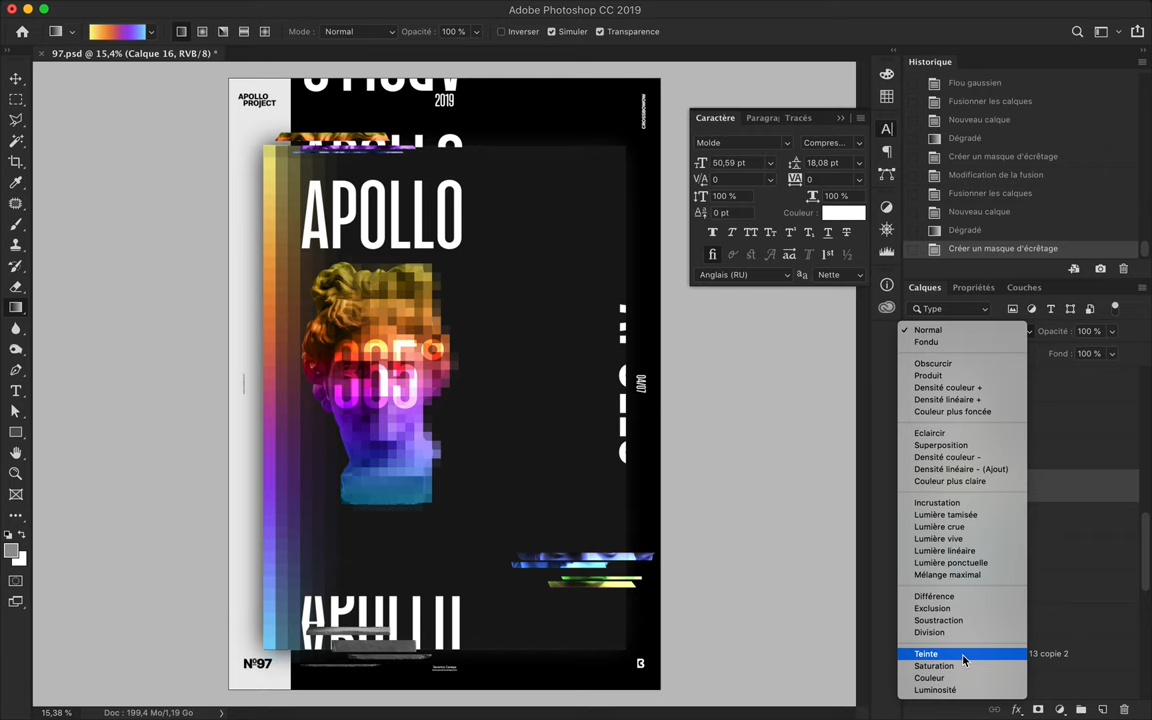 Adobe Photoshop CC 2019
Mode : Normal Opacité : 100 % Inverser Simuler Transparence
97.psd @ 15,4% (Calque 16, RVB/8) *
APOLLO
PROJECT
2019
APOLLO
365°
365
04/07
Nº97
Caractère Paragra Tracés
Molde Compres...
50,59 pt 18,08 pt
0 0
100 % 100 %
0 pt Couleur :
Anglais (RU) Nette
Historique
Flou gaussien
Fusionner les calques
Nouveau calque
Dégradé
Créer un masque d'écrêtage
Modification de la fusion
Fusionner les calques
Nouveau calque
Dégradé
Créer un masque d'écrêtage
Calques Propriétés Couches
Type
Opacité : 100 %
Fond : 100 %
Normal
Fondu
Obscurcir
Produit
Densité couleur +
Densité linéaire +
Couleur plus foncée
Eclaircir
Superposition
Densité couleur -
Densité linéaire - (Ajout)
Couleur plus claire
Incrustation
Lumière tamisée
Lumière crue
Lumière vive
Lumière linéaire
Lumière ponctuelle
Mélange maximal
Différence
Exclusion
Soustraction
Division
Teinte
Saturation
Couleur
Luminosité
13 copie 2
15,38 % Doc : 199,4 Mo/1,19 Go